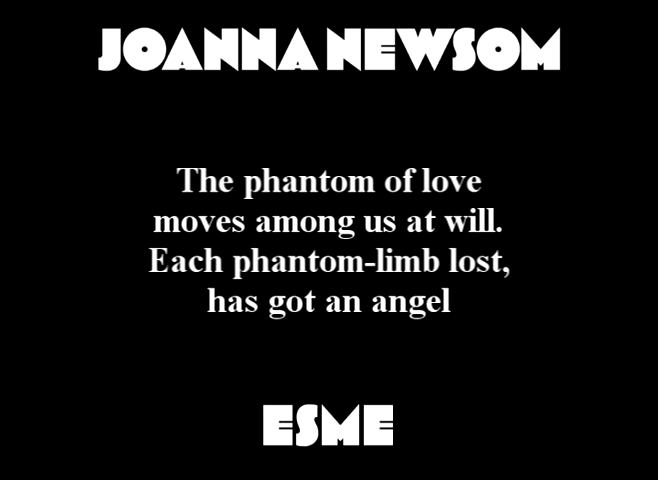 JOANNA NEWSOM
The phantom of love
moves among us at will.
Each phantom-limb lost,
has got an angel
ESME